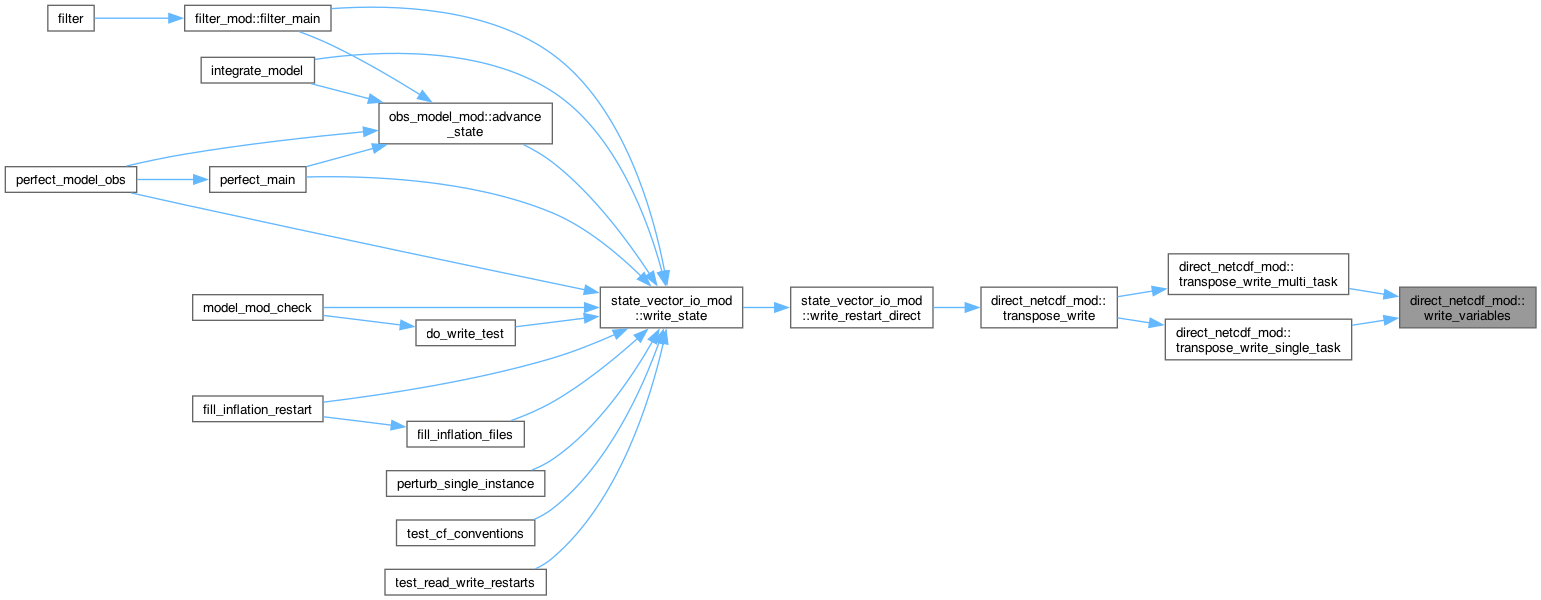 filter
filter_mod::filter_main
integrate_model
obs_model_mod::advance
_state
perfect_model_obs
perfect_main
model_mod_check
do_write_test
fill_inflation_restart
fill_inflation_files
perturb_single_instance
test_cf_conventions
test_read_write_restarts
state_vector_io_mod
::write_state
state_vector_io_mod
::write_restart_direct
direct_netcdf_mod::
transpose_write
direct_netcdf_mod::
transpose_write_multi_task
direct_netcdf_mod::
transpose_write_single_task
direct_netcdf_mod::
write_variables